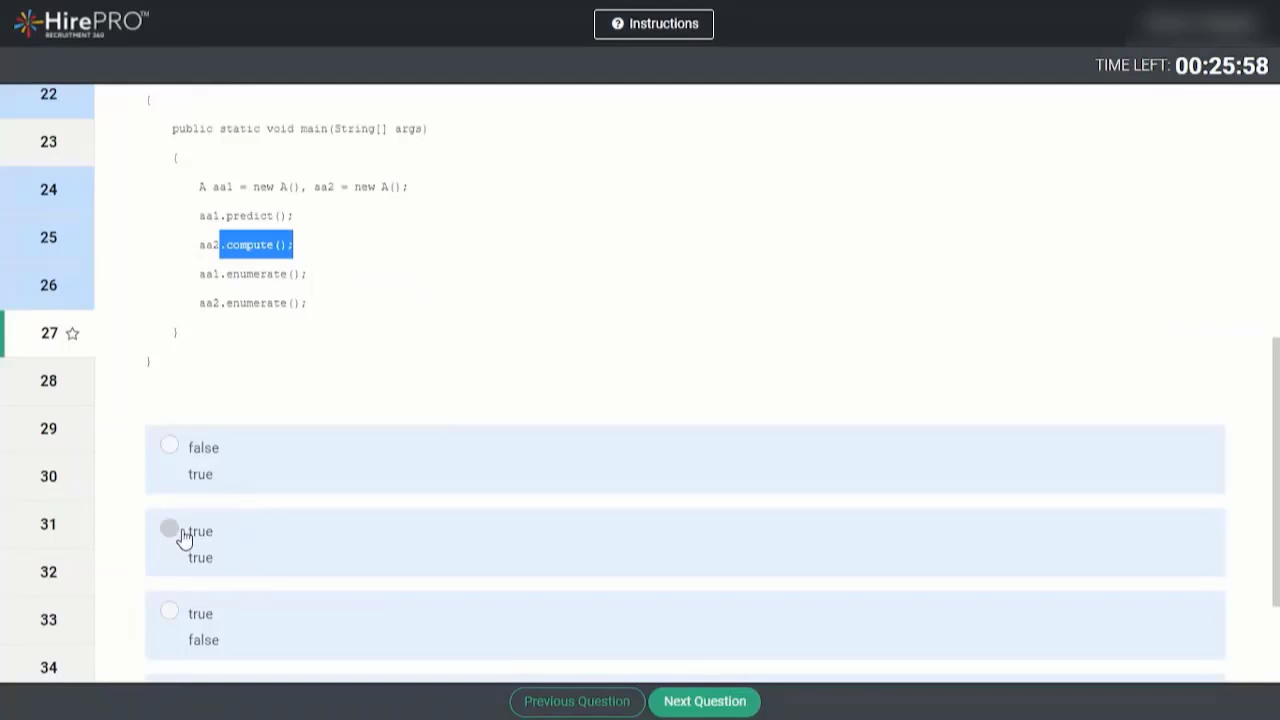 HirePRO™
RECRUITMENT 360
Instructions
TIME LEFT: 00:25:58
22
23
24
25
26
27
28
29
30
31
32
33
34
{
public static void main(String[] args)
{
A aa1 = new A(), aa2 = new A();
aa1.predict();
aa2.compute();
aa1.enumerate();
aa2.enumerate();
}
}
false
true
true
true
true
false
Previous Question
Next Question